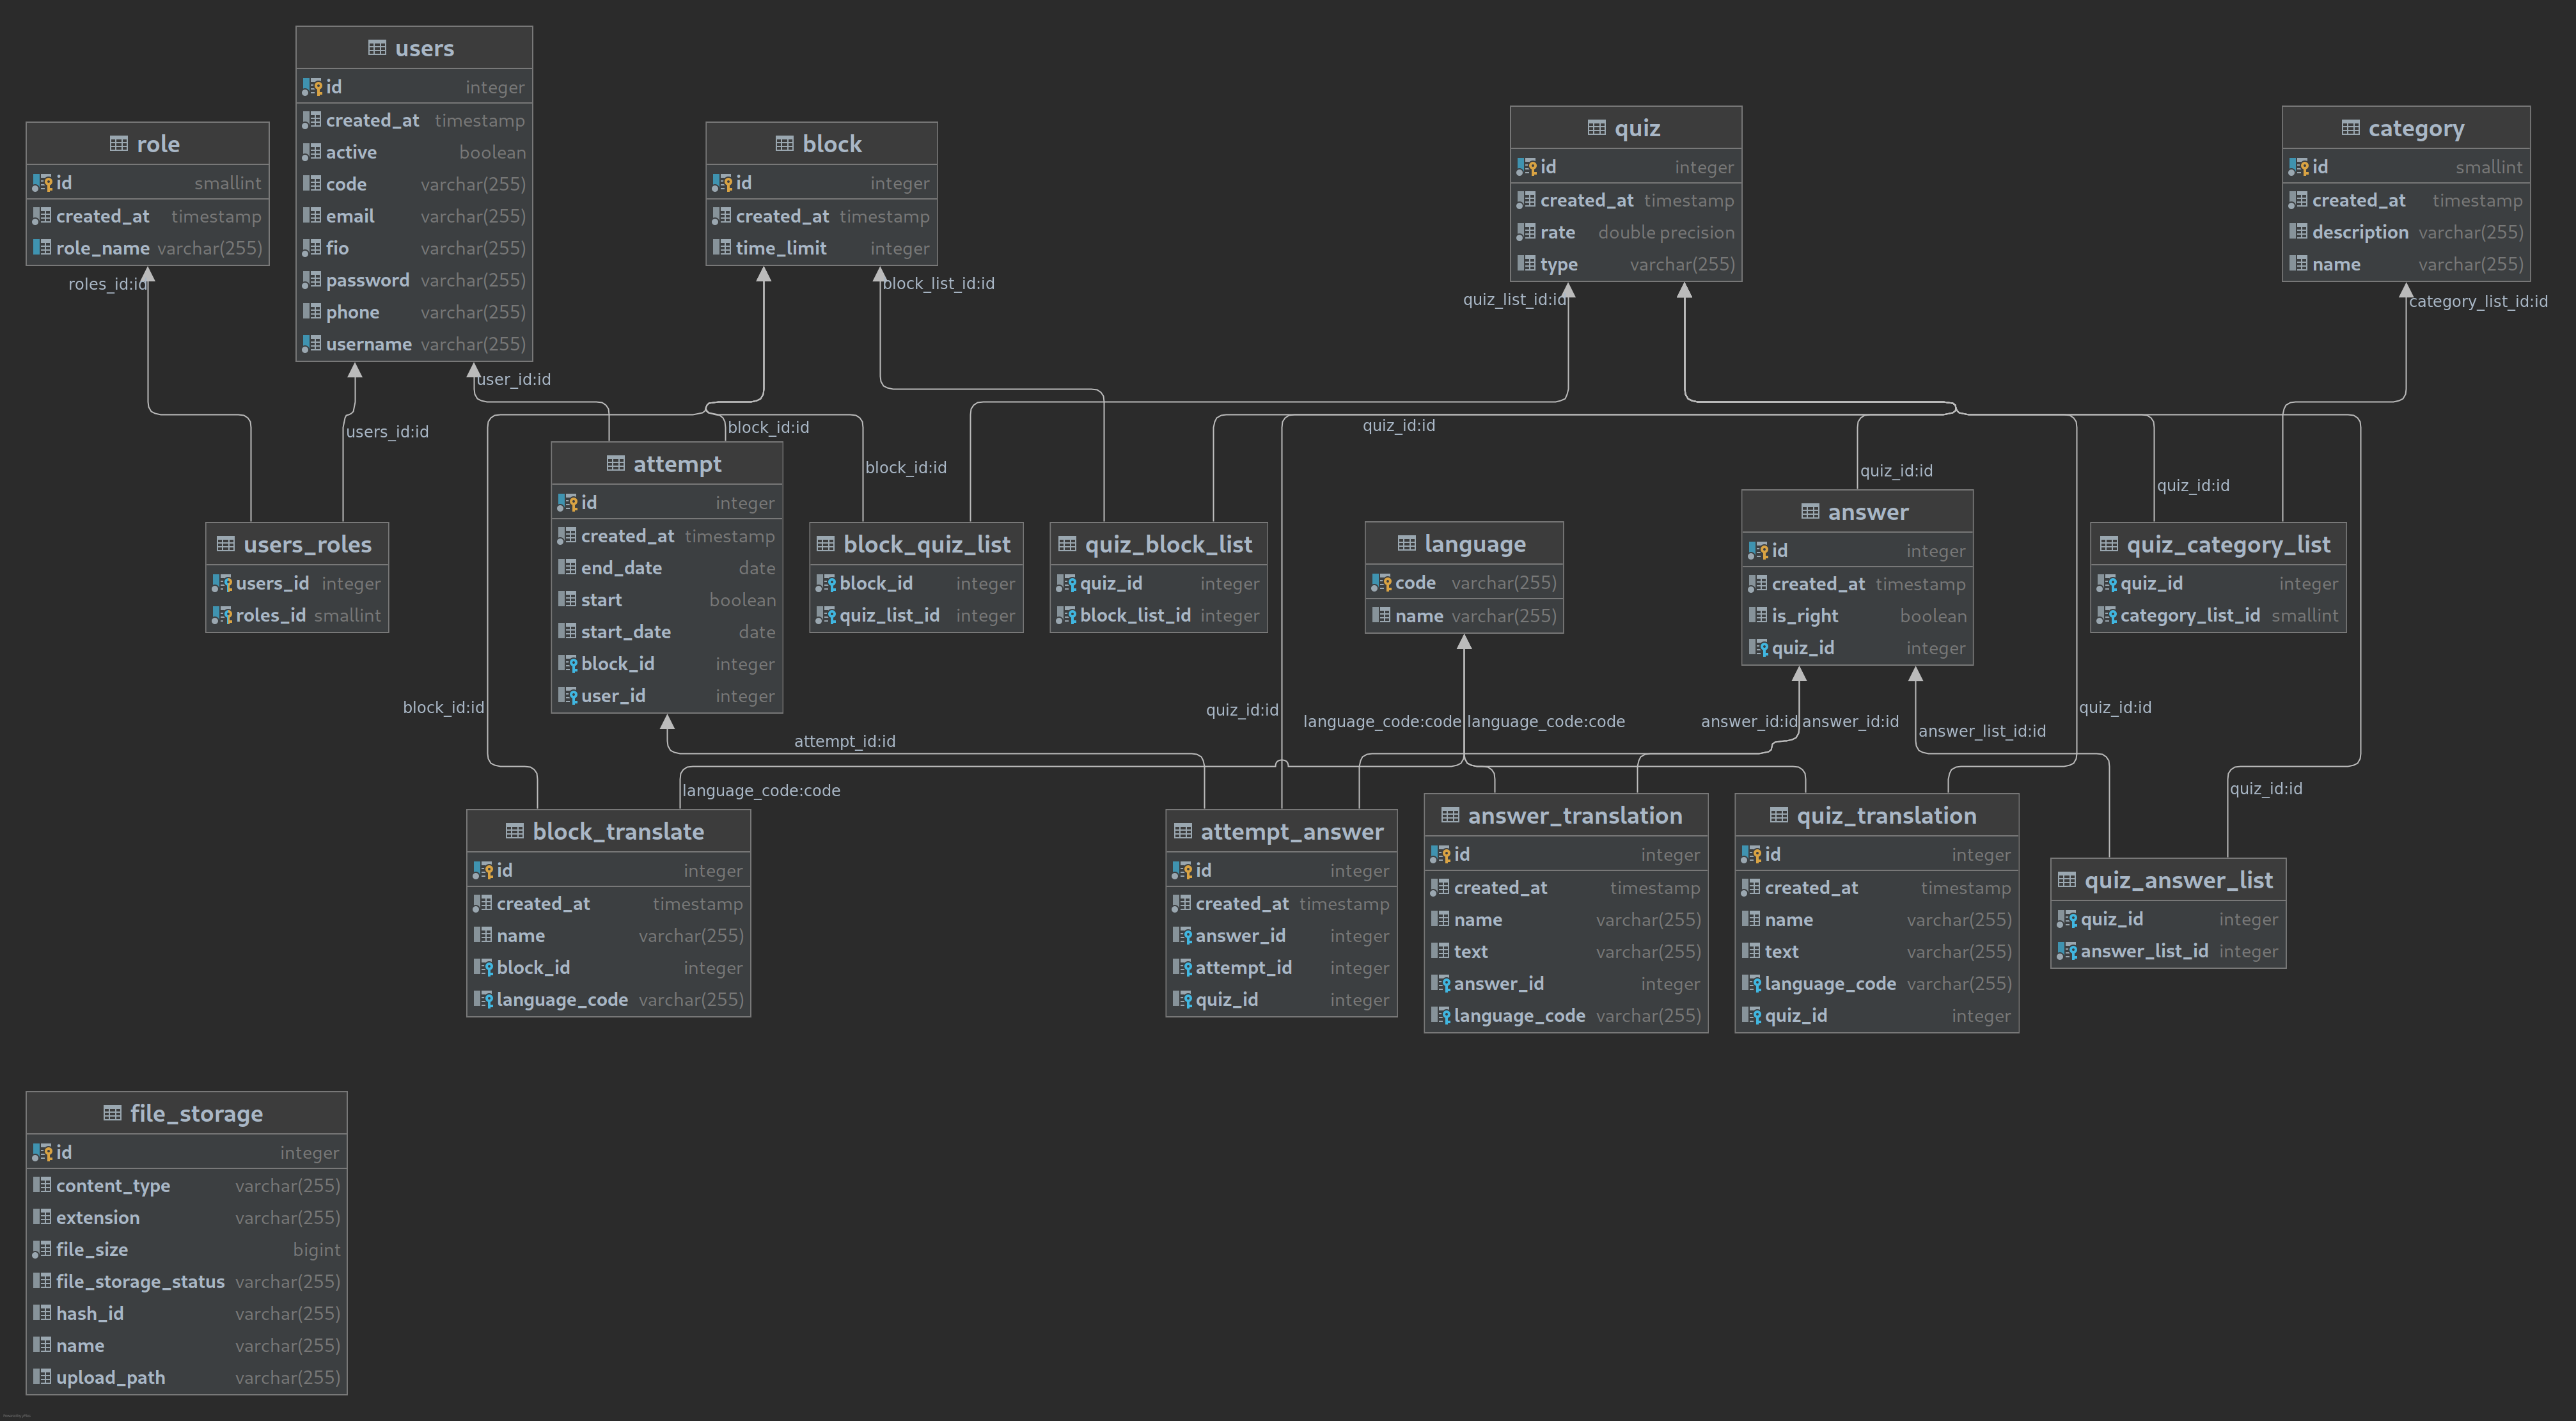 users
id integer
created_at timestamp
active boolean
code varchar(255)
email varchar(255)
fio varchar(255)
password varchar(255)
phone varchar(255)
username varchar(255)
role
id smallint
created_at timestamp
role_name varchar(255)
block
id integer
created_at timestamp
time_limit integer
quiz
id integer
created_at timestamp
rate double precision
type varchar(255)
category
id smallint
created_at timestamp
description varchar(255)
name varchar(255)
roles_id:id
block_list_id:id
quiz_list_id:id
category_list_id:id
user_id:id
users_id:id
block_id:id
quiz_id:id
block_id:id
quiz_id:id
quiz_id:id
attempt
id integer
created_at timestamp
end_date date
start boolean
start_date date
block_id integer
user_id integer
users_roles
users_id integer
roles_id smallint
block_quiz_list
block_id integer
quiz_list_id integer
quiz_block_list
quiz_id integer
block_list_id integer
language
code varchar(255)
name varchar(255)
answer
id integer
created_at timestamp
is_right boolean
quiz_id integer
quiz_category_list
quiz_id integer
category_list_id smallint
block_id:id
quiz_id:id
language_code:code
language_code:code
answer_id:id
answer_id:id
quiz_id:id
answer_list_id:id
attempt_id:id
language_code:code
quiz_id:id
block_translate
id integer
created_at timestamp
name varchar(255)
block_id integer
language_code varchar(255)
attempt_answer
id integer
created_at timestamp
answer_id integer
attempt_id integer
quiz_id integer
answer_translation
id integer
created_at timestamp
name varchar(255)
text varchar(255)
answer_id integer
language_code varchar(255)
quiz_translation
id integer
created_at timestamp
name varchar(255)
text varchar(255)
language_code varchar(255)
quiz_id integer
quiz_answer_list
quiz_id integer
answer_list_id integer
file_storage
id integer
content_type varchar(255)
extension varchar(255)
file_size bigint
file_storage_status varchar(255)
hash_id varchar(255)
name varchar(255)
upload_path varchar(255)